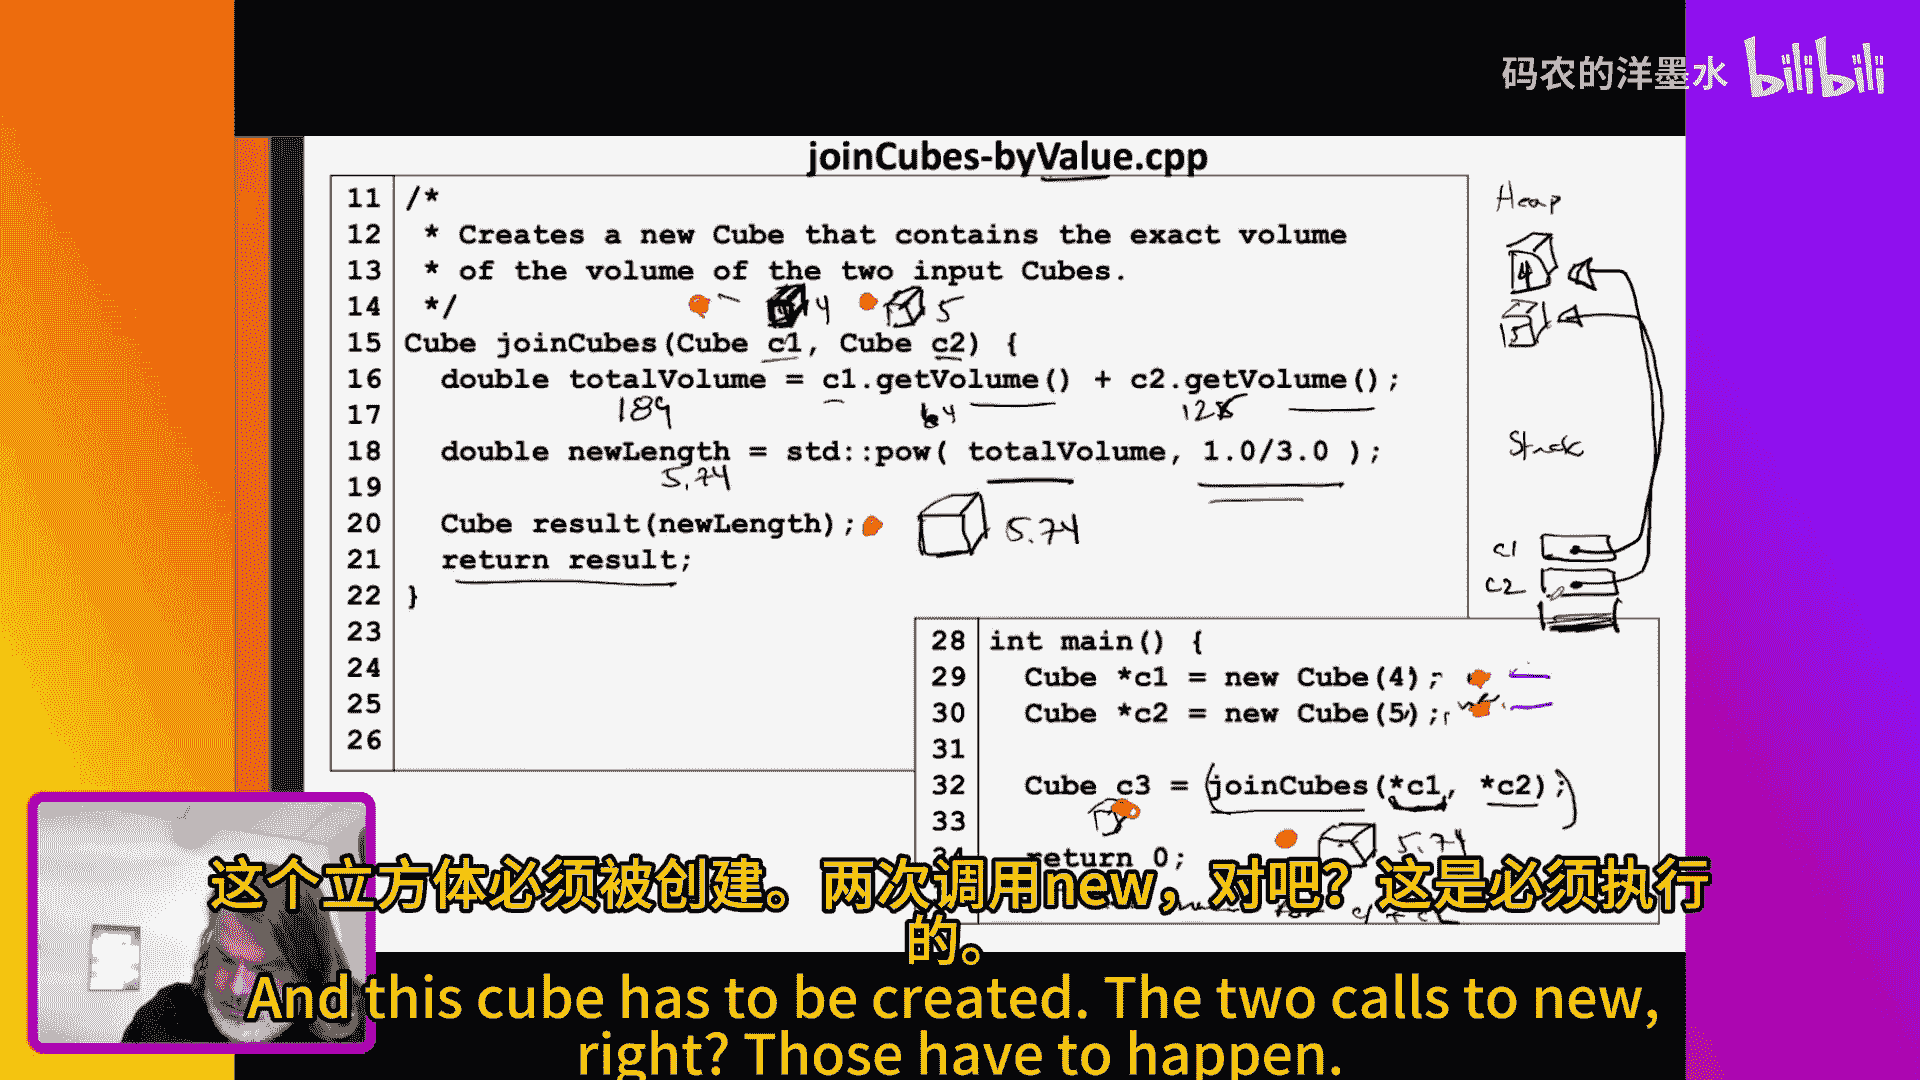 码农的洋墨水 bilibili
joinCubes-byValue.cpp
11 /*
12 * Creates a new Cube that contains the exact volume
13 * of the volume of the two input Cubes.
14 */
4 5
15 Cube joinCubes(Cube c1, Cube c2) {
16 double totalVolume = c1.getVolume() + c2.getVolume();
17
189 64 125
18 double newLength = std::pow( totalVolume, 1.0/3.0 );
5.74
19
20 Cube result(newLength);
5.74
21 return result;
22 }
23
24
25
26
Heap
4
5
Stack
c1
c2
28 int main() {
29 Cube *c1 = new Cube(4);
30 Cube *c2 = new Cube(5);
31
32 Cube c3 = joinCubes(*c1, *c2);
33
5.74
return 0;
这个立方体必须被创建。两次调用new，对吧？这是必须执行
的。
And this cube has to be created. The two calls to new,
right? Those have to happen.